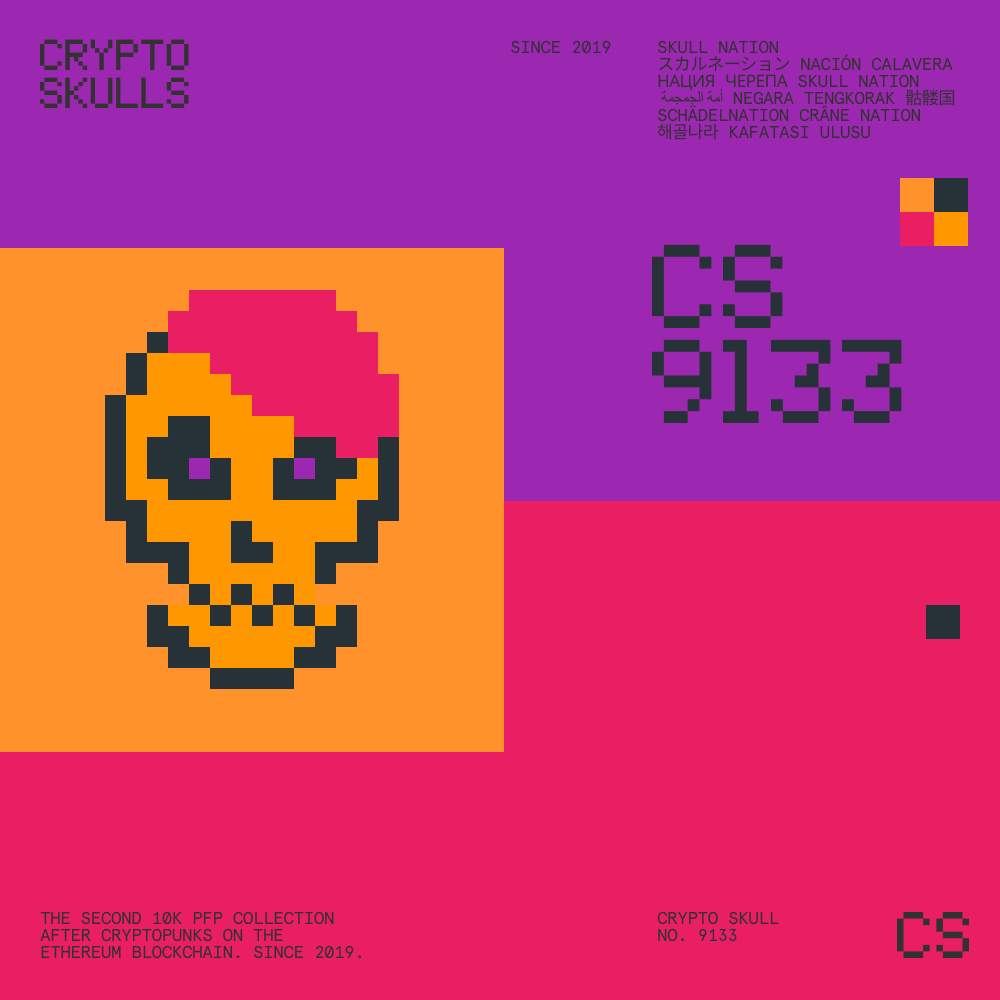 CRYPTO
SKULLS
SINCE 2019
SKULL NATION
スカルネーション NACIÓN CALAVERA
НАЦИЯ ЧЕРЕПА SKULL NATION
أمة الجمجمة NEGARA TENGKORAK 骷髅国
SCHÄDELNATION CRÂNE NATION
해골나라 KAFATASI ULUSU
CS
9133
THE SECOND 10K PFP COLLECTION
AFTER CRYPTOPUNKS ON THE
ETHEREUM BLOCKCHAIN. SINCE 2019.
CRYPTO SKULL
NO. 9133
CS